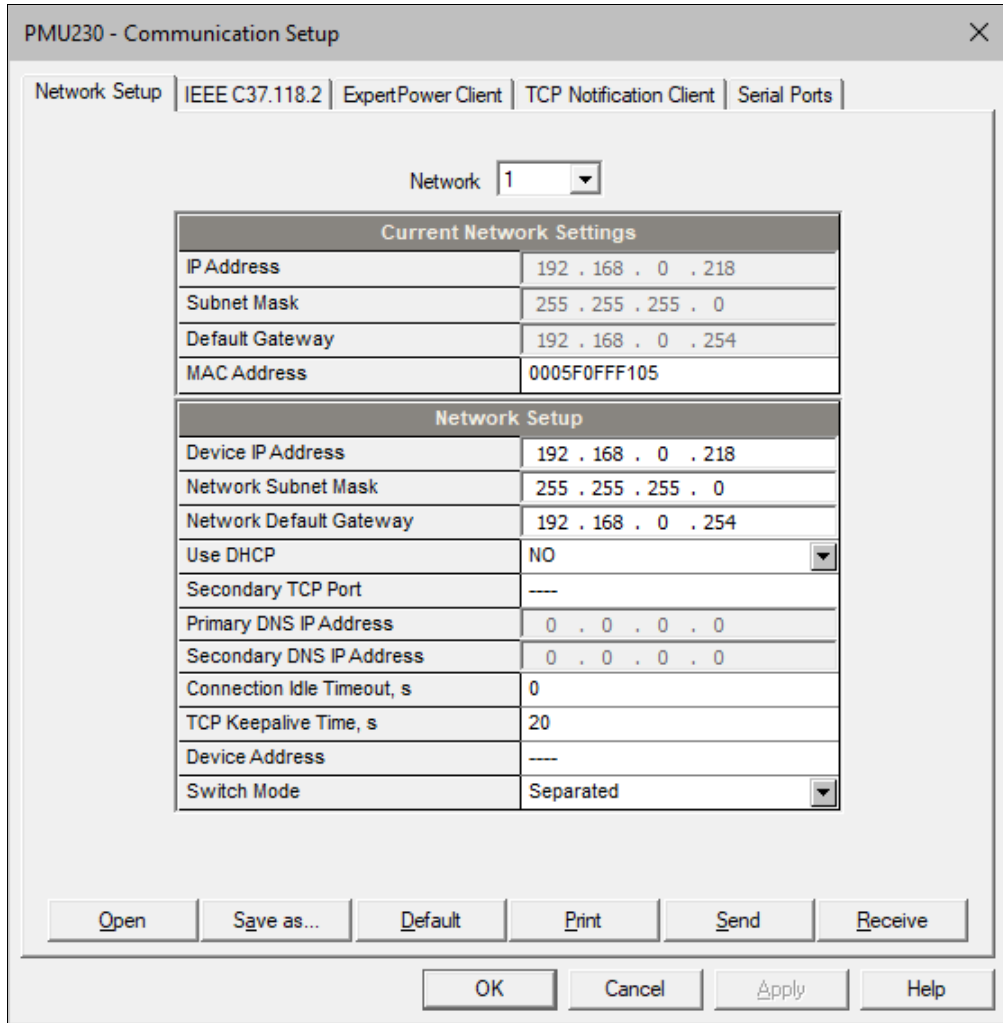 PMU230 - Communication Setup
Network Setup IEEE C37.118.2 ExpertPower Client TCP Notification Client Serial Ports
Network 1
Current Network Settings
IP Address 192 . 168 . 0 . 218
Subnet Mask 255 . 255 . 255 . 0
Default Gateway 192 . 168 . 0 . 254
MAC Address 0005F0FFF105
Network Setup
Device IP Address 192 . 168 . 0 . 218
Network Subnet Mask 255 . 255 . 255 . 0
Network Default Gateway 192 . 168 . 0 . 254
Use DHCP NO
Secondary TCP Port ----
Primary DNS IP Address 0 . 0 . 0 . 0
Secondary DNS IP Address 0 . 0 . 0 . 0
Connection Idle Timeout, s 0
TCP Keepalive Time, s 20
Device Address ----
Switch Mode Separated
Open Save as... Default Print Send Receive
OK Cancel Apply Help